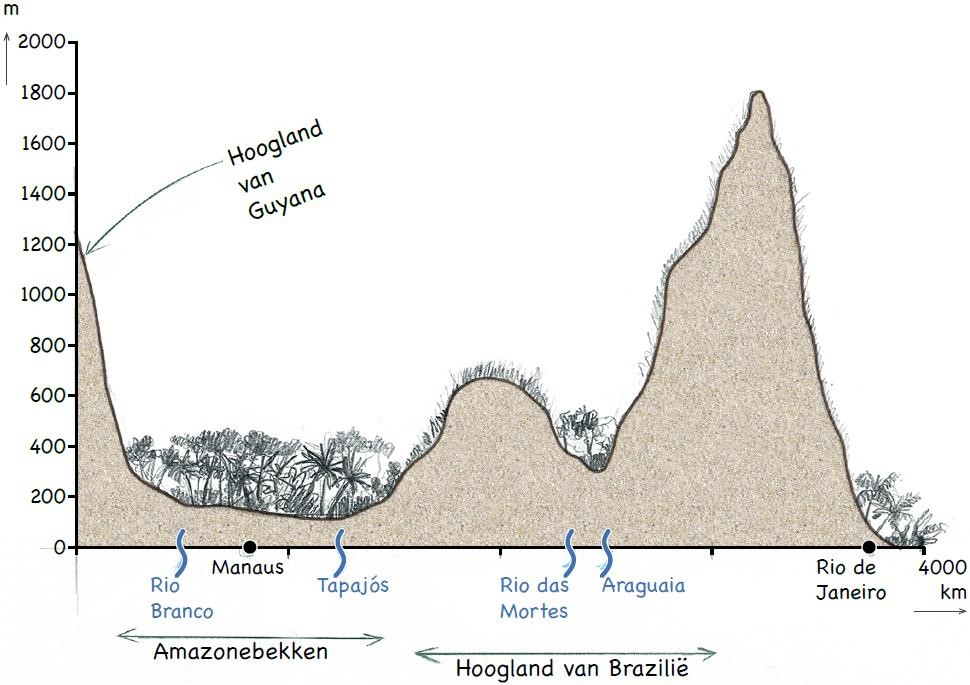 m
2000
1800
1600
1400
1200
1000
800
600
400
200
0
Hoogland
van
Guyana
Manaus
Rio
Branco
Tapajós
Rio das
Mortes
Araguaia
Rio de
Janeiro
4000
km
Amazonebekken
Hoogland van Brazilië